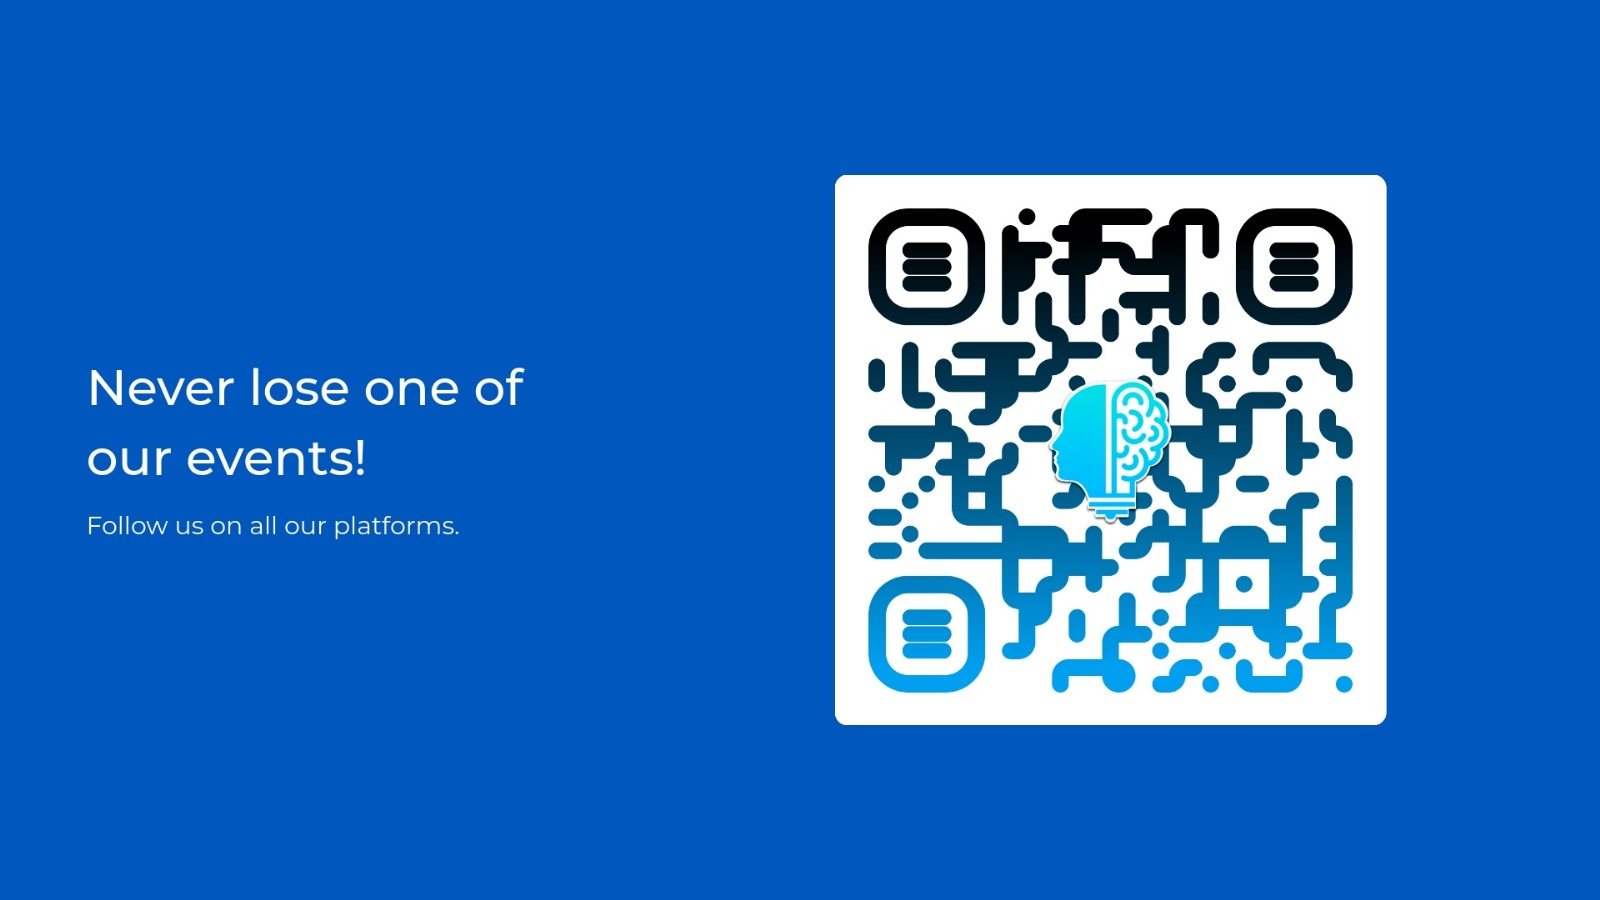 Never lose one of
our events!
Follow us on all our platforms.